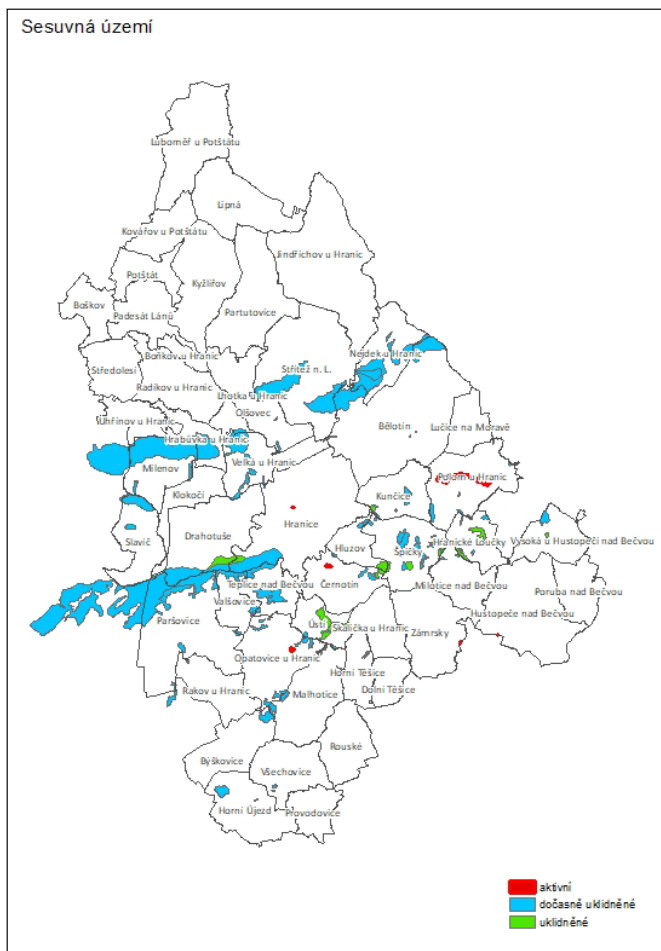 Sesuvná území
Luboměř u Potštátu
Lipná
Kovářov u Potštátu
Jindřichov u Hranic
Potštát
Kyžlířov
Boškov
Padesát Lánů
Partutovice
Boňkov u Hranic
Středolesí
Střítež n. L.
Nejdek u Hranic
Radíkov u Hranic
Lhotka u Hranic
Olšovec
Uhřínov u Hranic
Bělotín
Lučice na Moravě
Hrabůvka u Hranic
Milenov
Velká u Hranic
Polom u Hranic
Klokočí
Kunčice
Hranice
Slavíč
Drahotuše
Hluzov
Špičky
Hranické Loučky
Vysoká u Hustopečí nad Bečvou
Teplice nad Bečvou
Černotín
Milotice nad Bečvou
Poruba nad Bečvou
Valšovice
Paršovice
Ústí
Skalička u Hranic
Zámrsky
Hustopeče nad Bečvou
Opatovice u Hranic
Horní Těšice
Rakov u Hranic
Malhotice
Dolní Těšice
Rouské
Býškovice
Všechovice
Horní Újezd
Provodovice
aktivní
dočasně uklidněné
uklidněné